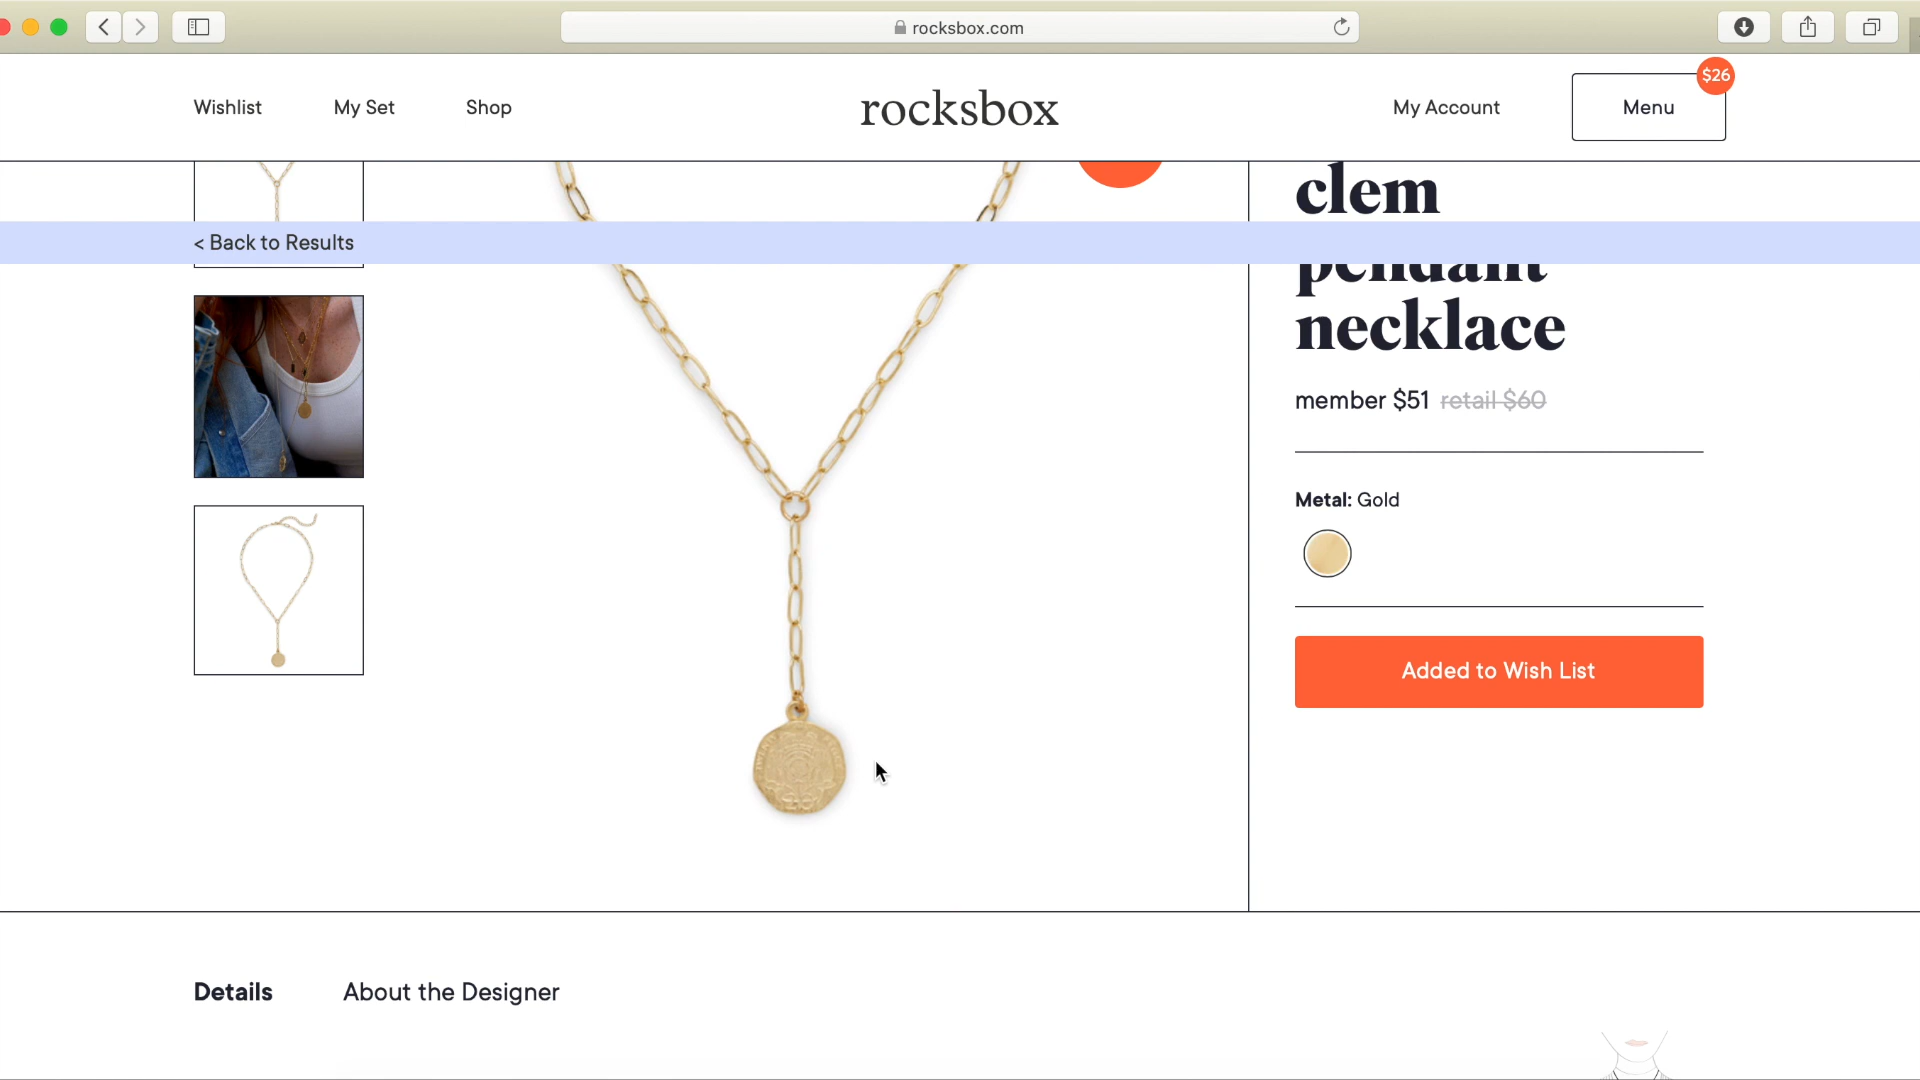 rocksbox.com
Wishlist
My Set
Shop
rocksbox
My Account
Menu
$26
clem
< Back to Results
pendant
necklace
member $51 retail $60
Metal: Gold
Added to Wish List
Details
About the Designer